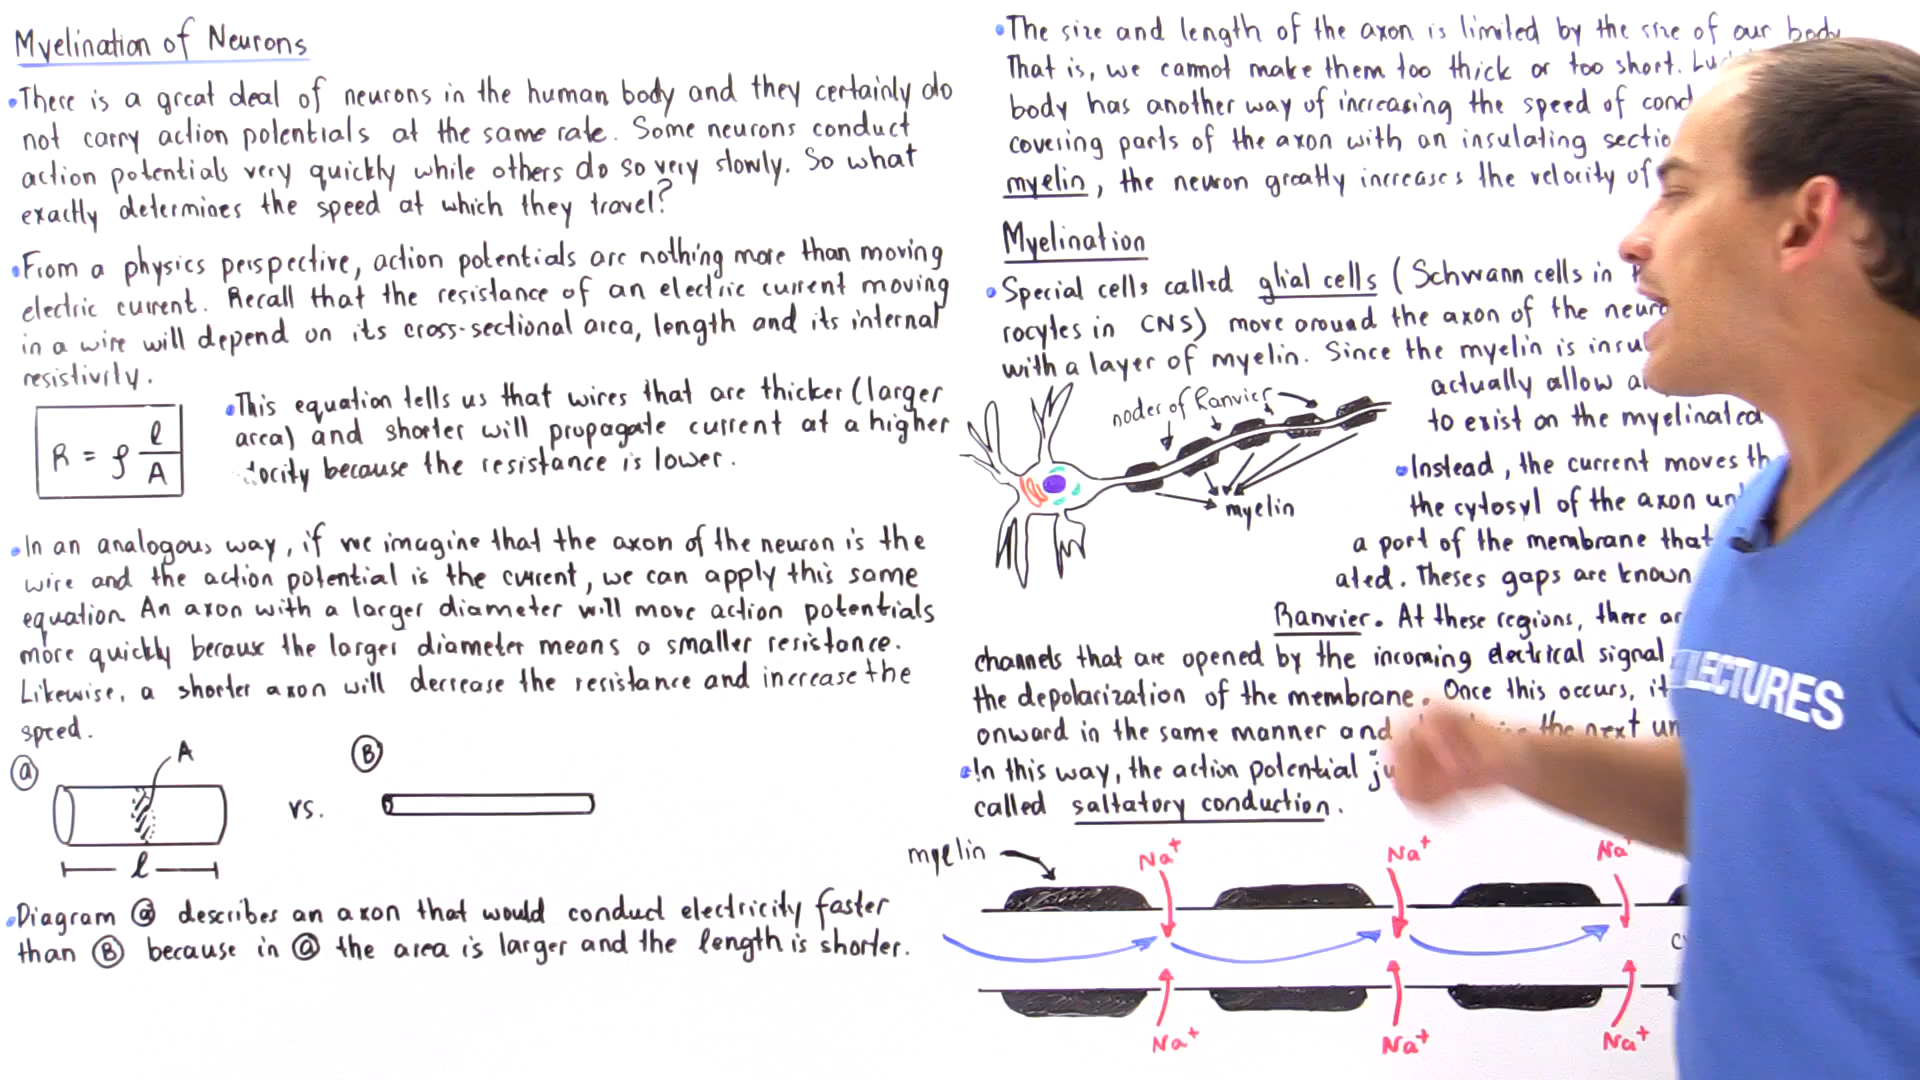 Myelination of Neurons
•There is a great deal of neurons in the human body and they certainly do
not carry action potentials at the same rate. Some neurons conduct
action potentials very quickly while others do so very slowly. So what
exactly determines the speed at which they travel?
•From a physics perspective, action potentials are nothing more than moving
electric current. Recall that the resistance of an electric current moving
in a wire will depend on its cross-sectional area, length and its internal
resistivity.
R = ρ l/A
•This equation tells us that wires that are thicker (larger
area) and shorter will propagate current at a higher
ocity because the resistance is lower.
•In an analogous way, if we imagine that the axon of the neuron is the
wire and the action potential is the current, we can apply this same
equation. An axon with a larger diameter will move action potentials
more quickly because the larger diameter means a smaller resistance.
Likewise, a shorter axon will decrease the resistance and increase the
speed.
a
A
l
vs.
B
•Diagram a describes an axon that would conduct electricity faster
than B because in a the area is larger and the length is shorter.
•The size and length of the axon is limited by the size of our body
That is, we cannot make them too thick or too short.
body has another way of increasing the speed of cond
covering parts of the axon with an insulating sectio
myelin, the neuron greatly increases the velocity of
Myelination
•Special cells called glial cells (Schwann cells in
rocytes in CNS) move around the axon of the neuro
with a layer of myelin. Since the myelin is insul
actually allow a
to exist on the myelinated
nodes of Ranvier
myelin
•Instead, the current moves th
the cytosyl of the axon un
a port of the membrane that
ated. Theses gaps are known
Ranvier. At these regions, there ar
channels that are opened by the incoming electrical signal
the depolarization of the membrane. Once this occurs, it
onward in the same manner and the next un
•In this way, the action potential ju
called saltatory conduction.
myelin
Na+
Na+
Na+
Na+
Na+
Na+
LECTURES